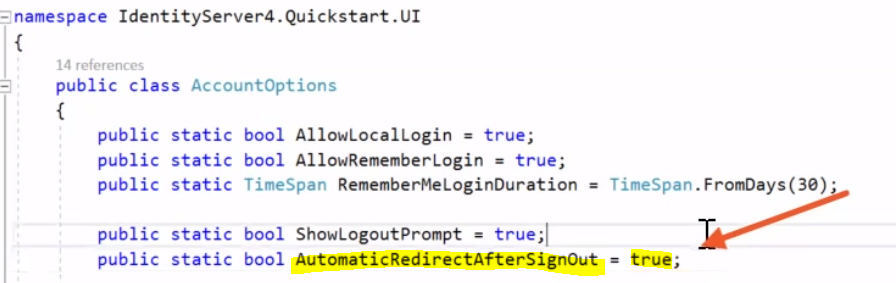 namespace IdentityServer4.Quickstart.UI
{
14 references
public class AccountOptions
{
public static bool AllowLocalLogin = true;
public static bool AllowRememberLogin = true;
public static TimeSpan RememberMeLoginDuration = TimeSpan.FromDays(30);
public static bool ShowLogoutPrompt = true;
public static bool AutomaticRedirectAfterSignOut = true;